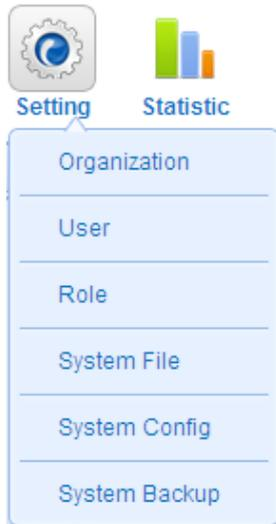 Setting Statistic
Organization
User
Role
System File
System Config
System Backup